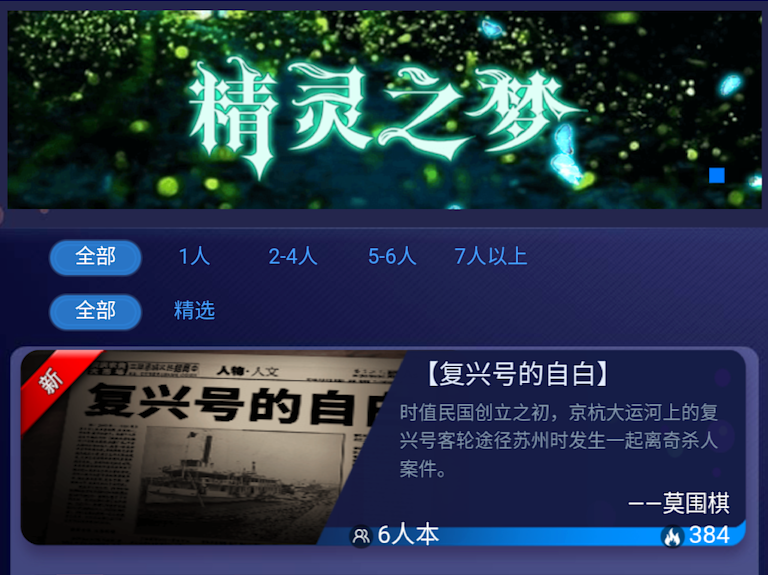 精灵之梦
全部 1人 2-4人 5-6人 7人以上
全部 精选
新
人物·人文
复兴号的自
【复兴号的自白】
时值民国创立之初，京杭大运河上的复
兴号客轮途径苏州时发生一起离奇杀人
案件。
——莫围棋
6人本 384